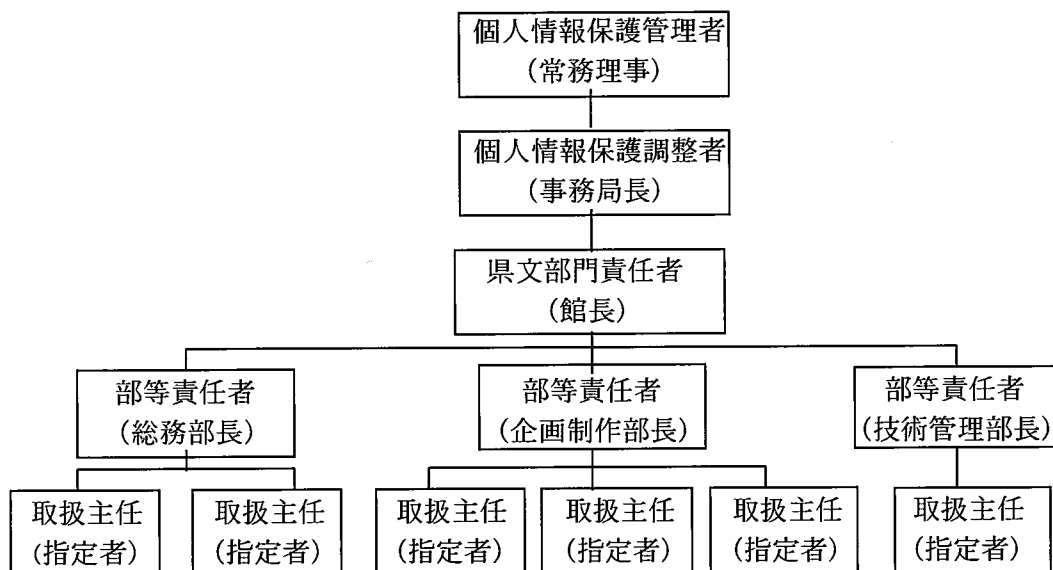 個人情報保護管理者
（常務理事）
個人情報保護調整者
（事務局長）
県文部門責任者
（館長）
部等責任者
（総務部長）
部等責任者
（企画制作部長）
部等責任者
（技術管理部長）
取扱主任
（指定者）
取扱主任
（指定者）
取扱主任
（指定者）
取扱主任
（指定者）
取扱主任
（指定者）
取扱主任
（指定者）